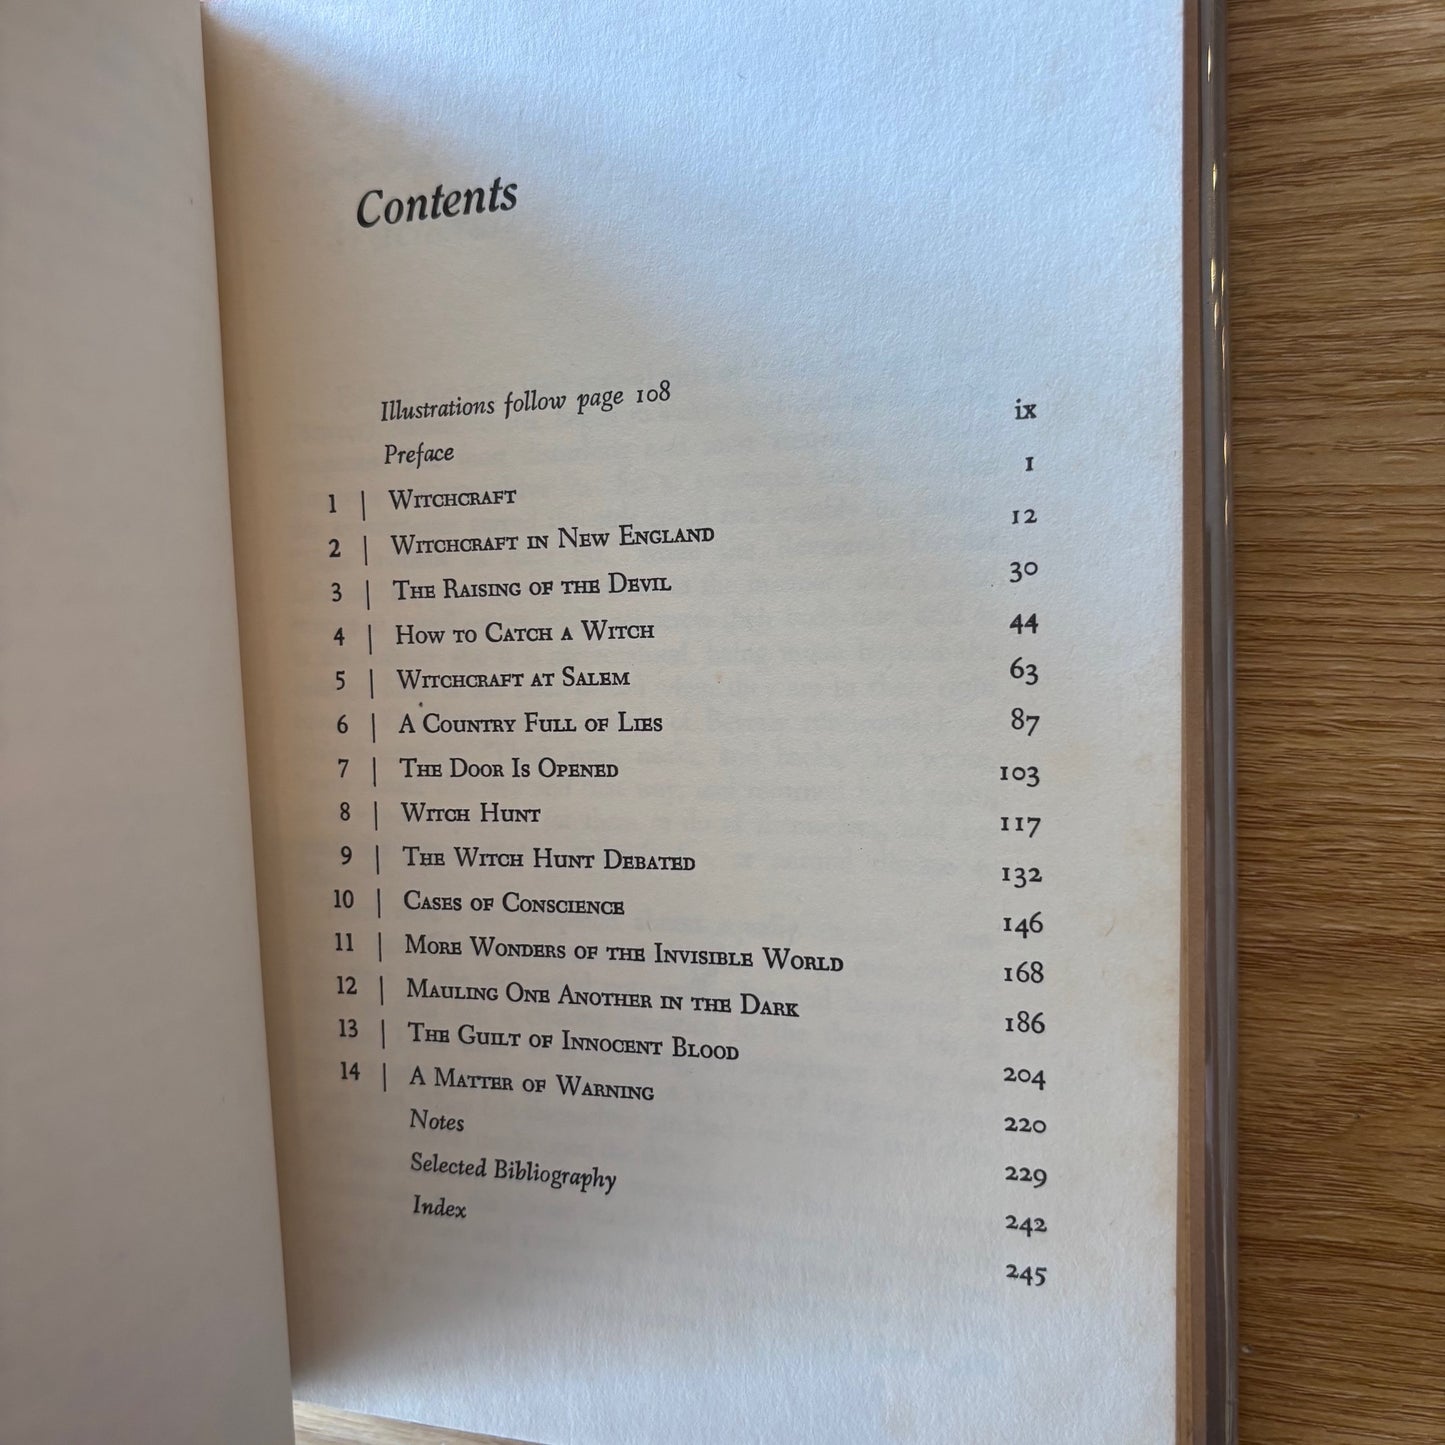 Contents
Illustrations follow page 108
Preface ix
1 | Witchcraft 1
2 | Witchcraft in New England 12
3 | The Raising of the Devil 30
4 | How to Catch a Witch 44
5 | Witchcraft at Salem 63
6 | A Country Full of Lies 87
7 | The Door Is Opened 103
8 | Witch Hunt 117
9 | The Witch Hunt Debated 132
10 | Cases of Conscience 146
11 | More Wonders of the Invisible World 168
12 | Mauling One Another in the Dark 186
13 | The Guilt of Innocent Blood 204
14 | A Matter of Warning 220
Notes 229
Selected Bibliography 242
Index 245